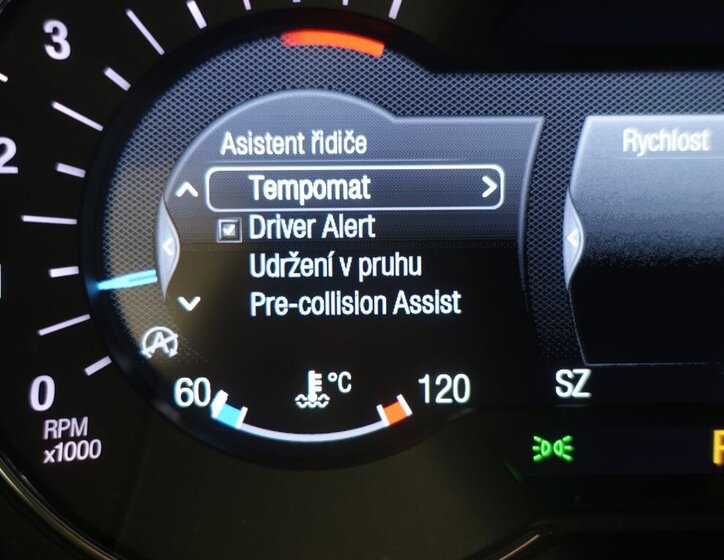 3
2
1
0
RPM
x1000
Asistent řidiče
Tempomat
Driver Alert
Udržení v pruhu
Pre-collision Assist
60
°C
120
Rychlost
SZ